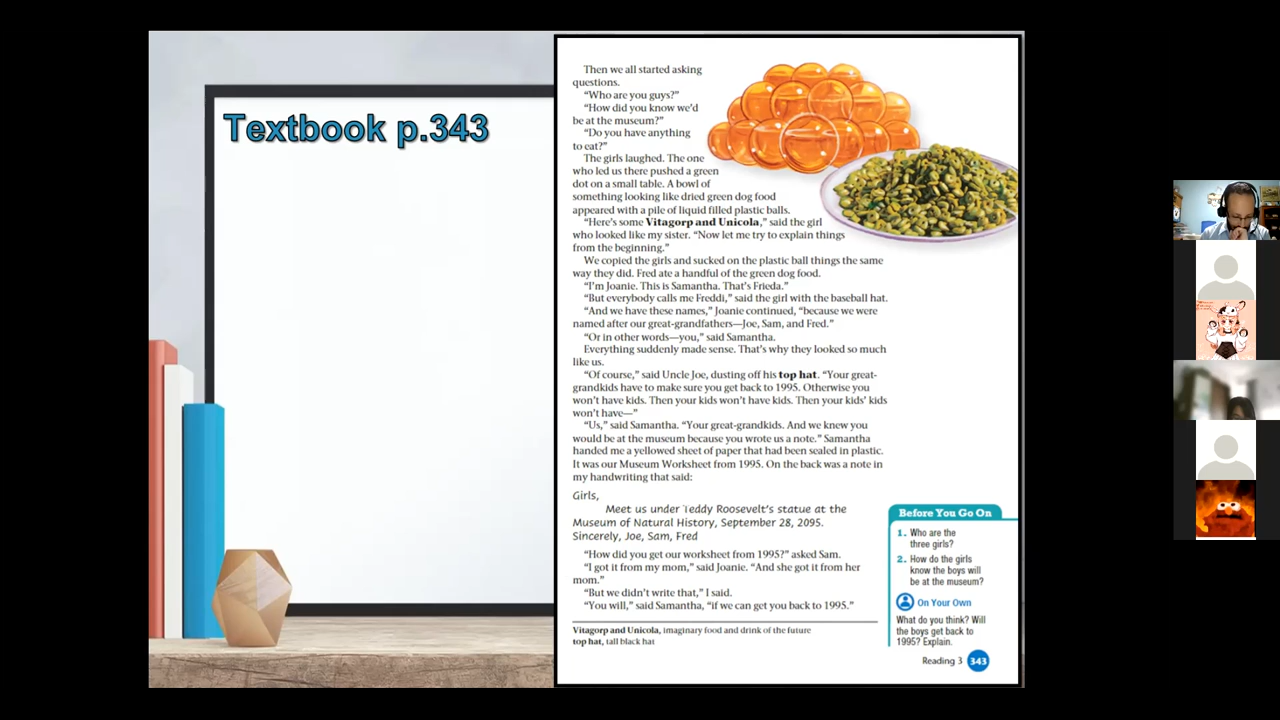 Textbook p.343
Then we all started asking
questions.
“Who are you guys?”
“How did you know we’d
be at the museum?”
“Do you have anything
to eat?”
The girls laughed. The one
who led us there pushed a green
dot on a small table. A bowl of
something looking like dried green dog food
appeared with a pile of liquid filled plastic balls.
“Here’s some Vitagorp and Unicola,” said the girl
who looked like my sister. “Now let me try to explain things
from the beginning.”
We copied the girls and sucked on the plastic ball things the same
way they did. Fred ate a handful of the green dog food.
“I’m Joanie. This is Samantha. That’s Frieda.”
“But everybody calls me Freddi,” said the girl with the baseball hat.
“And we have these names,” Joanie continued, “because we were
named after our great-grandfathers—Joe, Sam, and Fred.”
“Or in other words—you,” said Samantha.
Everything suddenly made sense. That’s why they looked so much
like us.
“Of course,” said Uncle Joe, dusting off his top hat. “Your great-
grandkids have to make sure you get back to 1995. Otherwise you
won’t have kids. Then your kids won’t have kids. Then your kids’ kids
won’t have—”
“Us,” said Samantha. “Your great-grandkids. And we knew you
would be at the museum because you wrote us a note.” Samantha
handed me a yellowed sheet of paper that had been sealed in plastic.
It was our Museum Worksheet from 1995. On the back was a note in
my handwriting that said:
Girls,
Meet us under Teddy Roosevelt’s statue at the
Museum of Natural History, September 28, 2095.
Sincerely, Joe, Sam, Fred
“How did you get our worksheet from 1995?” asked Sam.
“I got it from my mom,” said Joanie. “And she got it from her
mom.”
“But we didn’t write that,” I said.
“You will,” said Samantha, “if we can get you back to 1995.”
Vitagorp and Unicola, imaginary food and drink of the future
top hat, tall black hat
Before You Go On
1. Who are the
three girls?
2. How do the girls
know the boys will
be at the museum?
On Your Own
What do you think? Will
the boys get back to
1995? Explain.
Reading 3 343